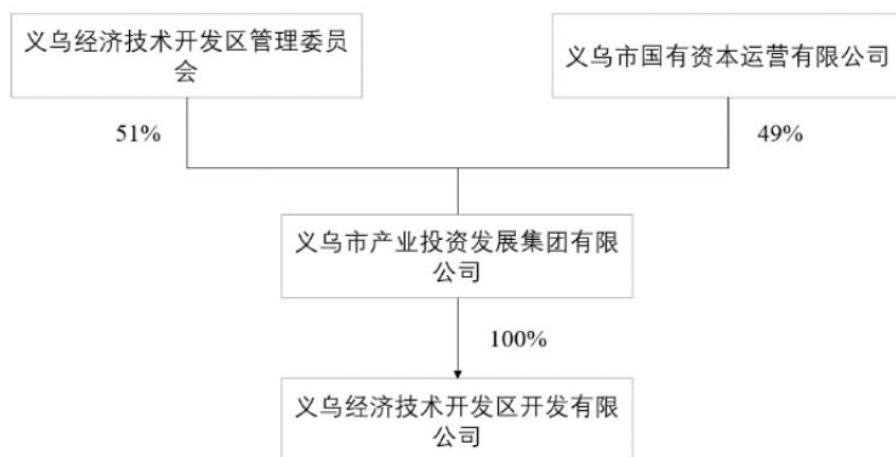 义乌经济技术开发区管理委员
会
义乌市国有资本运营有限公司
51%
49%
义乌市产业投资发展集团有限
公司
100%
义乌经济技术开发区开发有限
公司